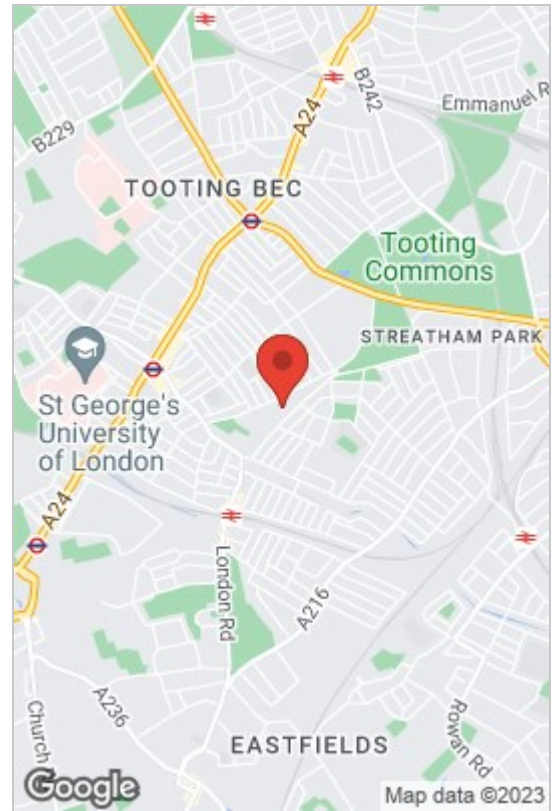 B242
Emmanuel R
A24
B229
TOOTING BEC
Tooting
Commons
STREATHAM PARK
St George's
University
of London
A24
London Rd
A216
A236
Church
Rowan Rd
EASTFIELDS
Google
Map data ©2023